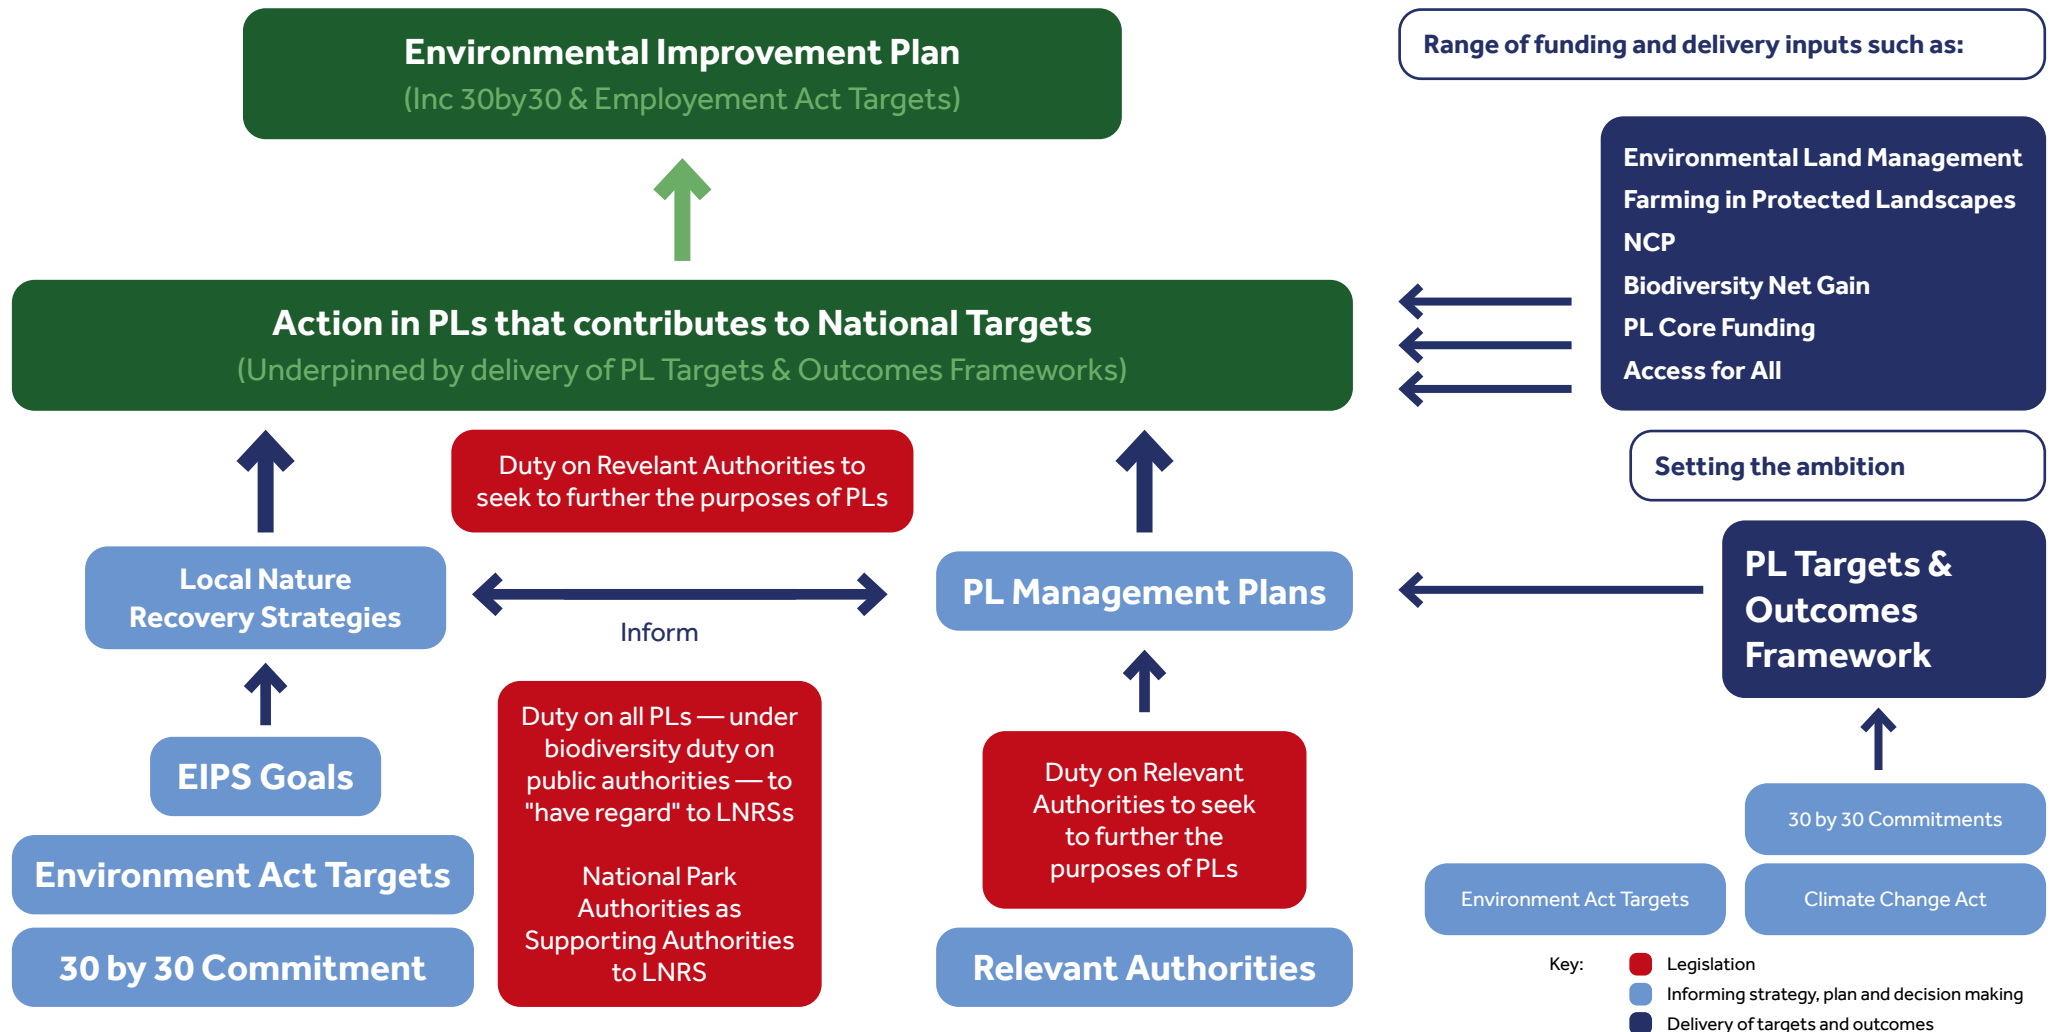 Environmental Improvement Plan
(Inc 30by30 & Employement Act Targets)
Range of funding and delivery inputs such as:
Environmental Land Management
Farming in Protected Landscapes
NCP
Biodiversity Net Gain
PL Core Funding
Access for All
Action in PLs that contributes to National Targets
(Underpinned by delivery of PL Targets & Outcomes Frameworks)
Duty on Revelant Authorities to
seek to further the purposes of PLs
Setting the ambition
Local Nature
Recovery Strategies
Inform
PL Management Plans
PL Targets &
Outcomes
Framework
EIPS Goals
Environment Act Targets
30 by 30 Commitment
Duty on all PLs — under
biodiversity duty on
public authorities — to
"have regard" to LNRSs
National Park
Authorities as
Supporting Authorities
to LNRS
Duty on Relevant
Authorities to seek
to further the
purposes of PLs
Relevant Authorities
30 by 30 Commitments
Environment Act Targets
Climate Change Act
Key:
Legislation
Informing strategy, plan and decision making
Delivery of targets and outcomes